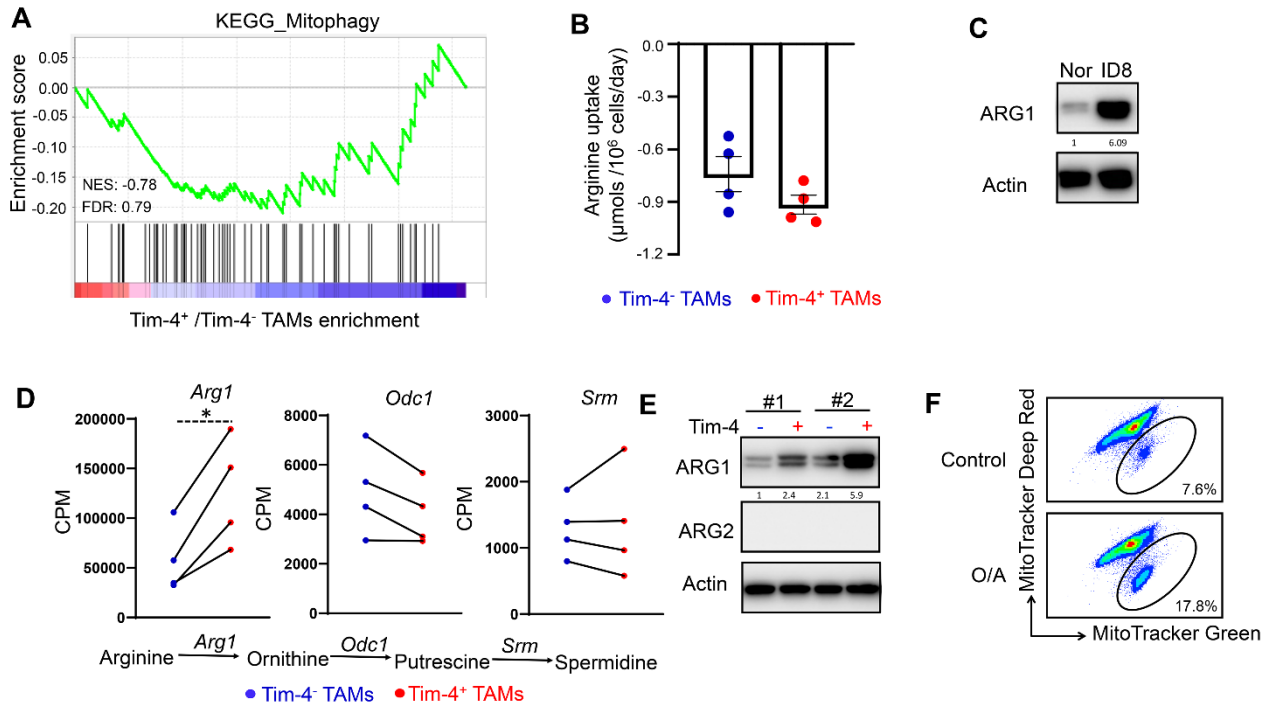 A
KEGG_Mitophagy
Enrichment score
0.05
0.00
-0.05
-0.10
-0.15
-0.20
NES: -0.78
FDR: 0.79
Tim-4⁺ /Tim-4⁻ TAMs enrichment
B
Arginine uptake
(µmols /10⁶ cells/day)
0.0
-0.3
-0.6
-0.9
-1.2
Tim-4⁻ TAMs Tim-4⁺ TAMs
C
Nor ID8
ARG1
1 6.09
Actin
D
Arg1
CPM
200000
150000
100000
50000
0
Odc1
CPM
8000
6000
4000
2000
0
Srm
CPM
3000
2000
1000
0
*
Arg1 Odc1 Srm
Arginine Ornithine Putrescine Spermidine
Tim-4⁻ TAMs Tim-4⁺ TAMs
E
#1 #2
Tim-4 - + - +
ARG1
1 2.4 2.1 5.9
ARG2
Actin
F
MitoTracker Deep Red
Control
7.6%
O/A
17.8%
MitoTracker Green